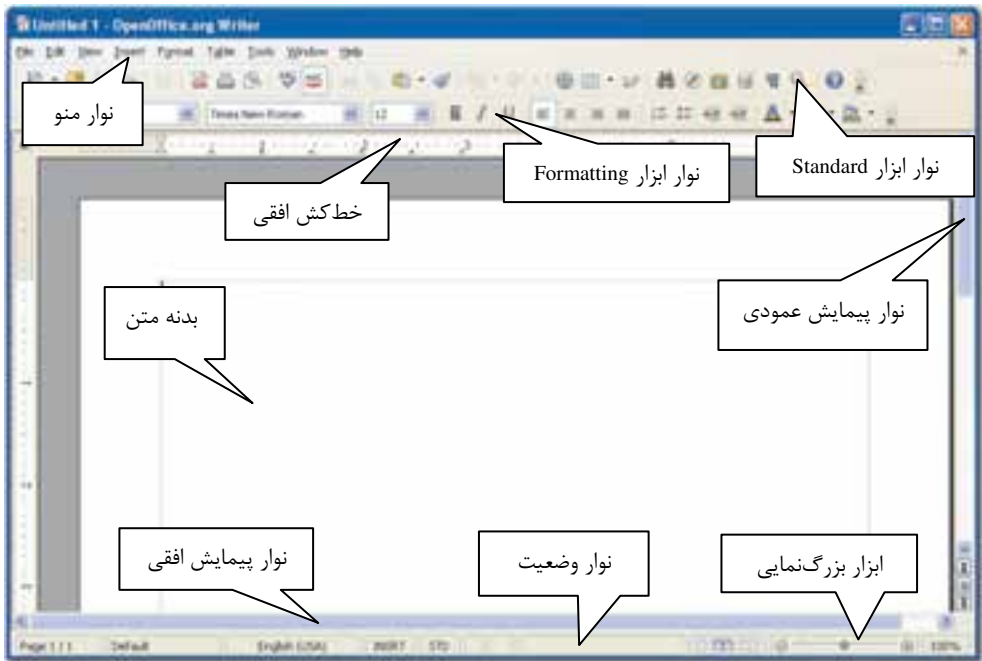 Untitled 1 - OpenOffice.org Writer
File Edit View Insert Format Table Tools Window Help
نوار منو
Times New Roman 12
نوار ابزار Formatting
نوار ابزار Standard
خط‌کش افقی
نوار پیمایش عمودی
بدنه متن
نوار پیمایش افقی
نوار وضعیت
ابزار بزرگ‌نمایی
Page 1 / 1 Default English (USA) INSRT STD 100%